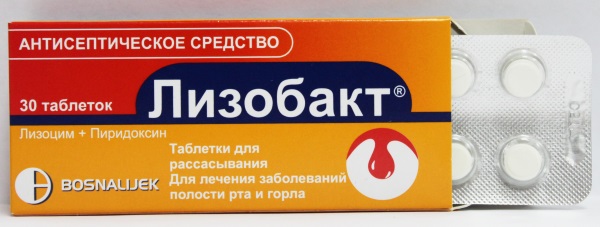 АНТИСЕПТИЧЕСКОЕ СРЕДСТВО
30 таблеток
Лизобакт®
Лизоцим + Пиридоксин
Таблетки для
рассасывания
Для лечения заболеваний
полости рта и горла
BOSNALIJEK